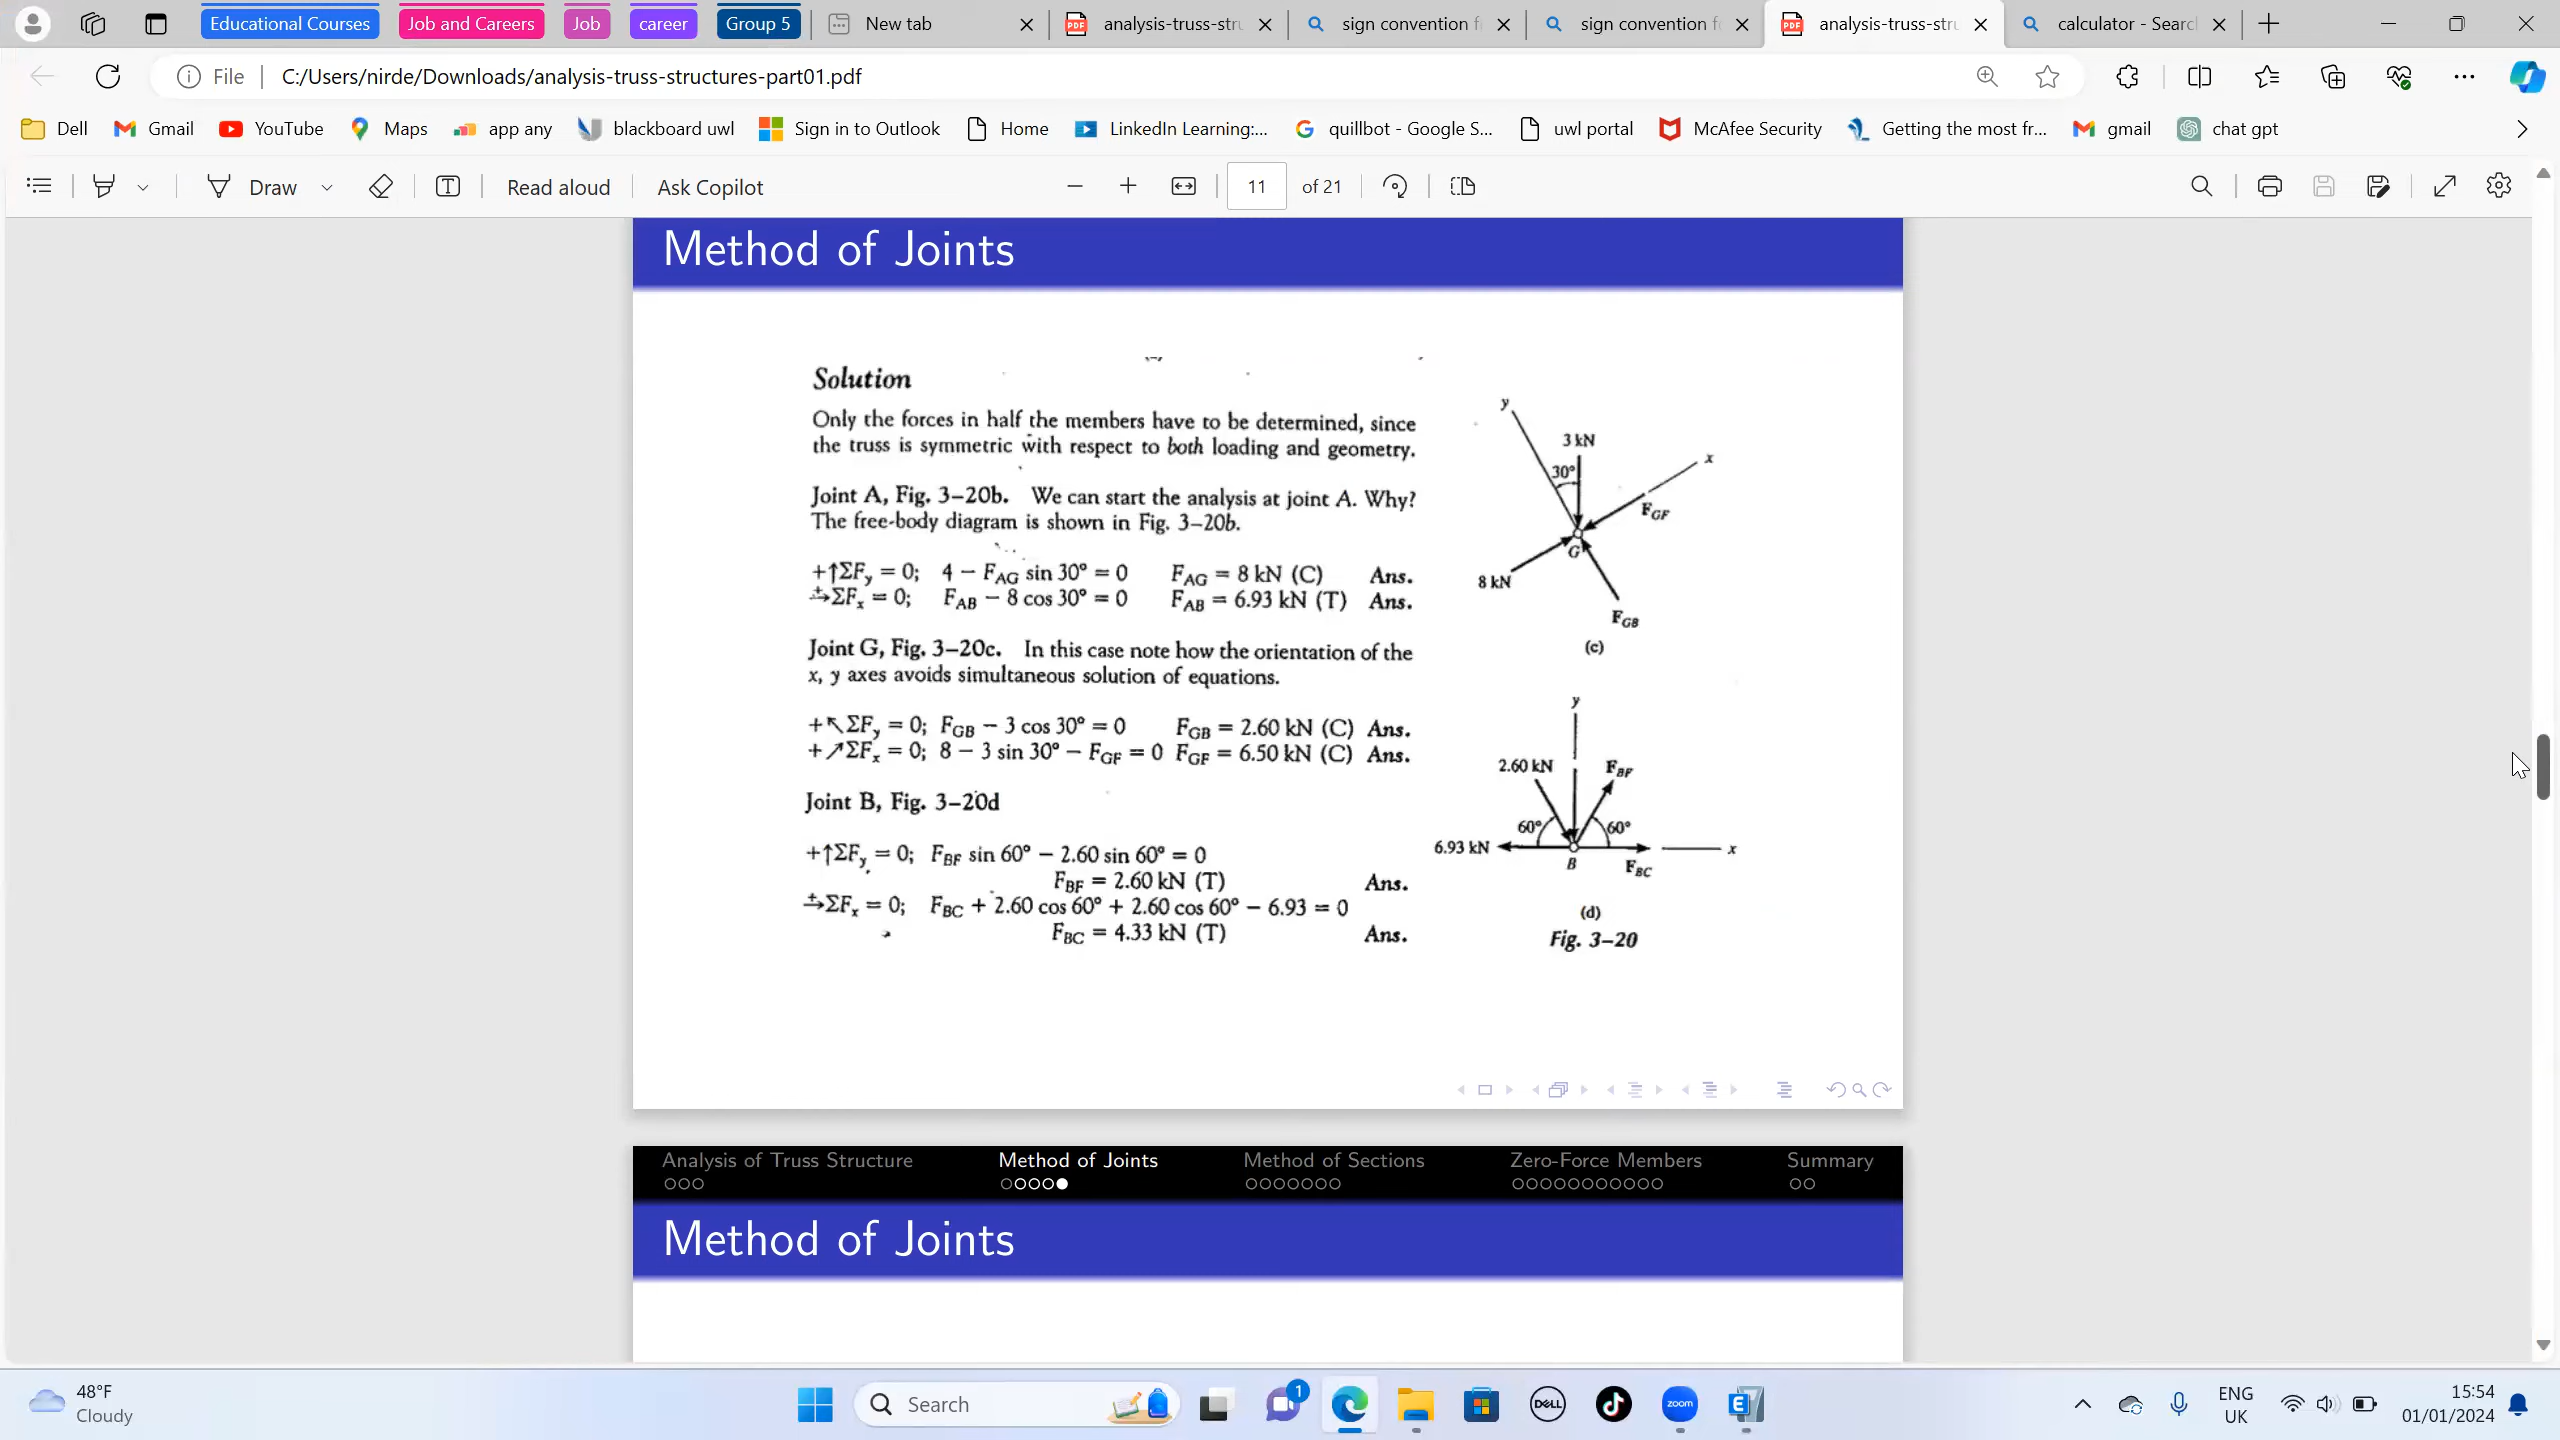 Educational Courses
Job and Careers
Job
career
Group 5
New tab
analysis-truss-stru
sign convention f
sign convention fo
analysis-truss-stru
calculator - Search
File
C:/Users/nirde/Downloads/analysis-truss-structures-part01.pdf
Dell
Gmail
YouTube
Maps
app any
blackboard uwl
Sign in to Outlook
Home
LinkedIn Learning:...
quillbot - Google S...
uwl portal
McAfee Security
Getting the most fr...
gmail
chat gpt
Draw
Read aloud
Ask Copilot
11
of 21
Method of Joints
Solution
Only the forces in half the members have to be determined, since
the truss is symmetric with respect to both loading and geometry.
Joint A, Fig. 3–20b. We can start the analysis at joint A. Why?
The free-body diagram is shown in Fig. 3–20b.
+↑ΣFy = 0; 4 − FAG sin 30° = 0 FAG = 8 kN (C) Ans.
+→ΣFx = 0; FAB − 8 cos 30° = 0 FAB = 6.93 kN (T) Ans.
Joint G, Fig. 3–20c. In this case note how the orientation of the
x, y axes avoids simultaneous solution of equations.
+↖ΣFy = 0; FGB − 3 cos 30° = 0 FGB = 2.60 kN (C) Ans.
+↗ΣFx = 0; 8 − 3 sin 30° − FGF = 0 FGF = 6.50 kN (C) Ans.
Joint B, Fig. 3–20d
+↑ΣFy = 0; FBF sin 60° − 2.60 sin 60° = 0
FBF = 2.60 kN (T) Ans.
+→ΣFx = 0; FBC + 2.60 cos 60° + 2.60 cos 60° − 6.93 = 0
FBC = 4.33 kN (T) Ans.
y
3 kN
x
30°
FGF
G
8 kN
FGB
(c)
y
2.60 kN
FBF
60°
60°
6.93 kN
x
B
FBC
(d)
Fig. 3–20
Analysis of Truss Structure
Method of Joints
Method of Sections
Zero-Force Members
Summary
Method of Joints
48°F
Cloudy
Search
1
DELL
zoom
E
ENG
UK
15:54
01/01/2024